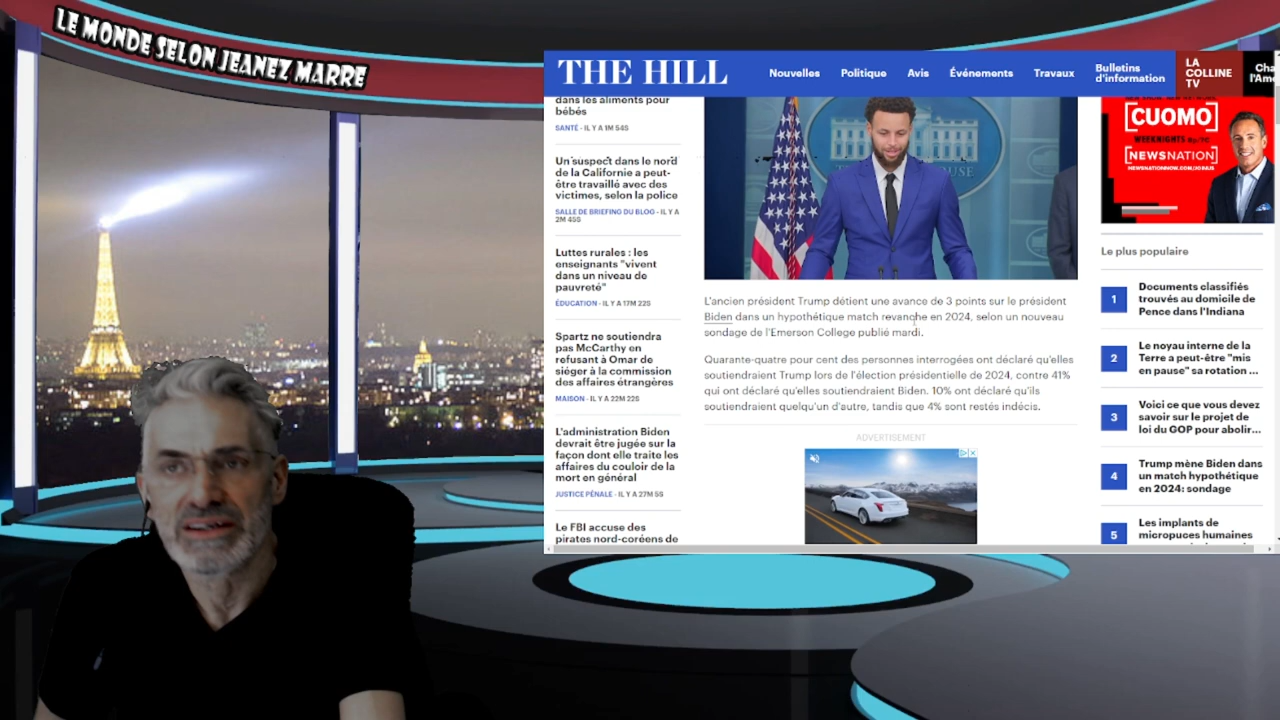 LE MONDE SELON JEANEZ MARRE
THE HILL
Nouvelles
Politique
Avis
Événements
Travaux
Bulletins
d'information
LA
COLLINE
TV
dans les aliments pour
bébés
SANTÉ - IL Y A 1M 54S
Un suspect dans le nord
de la Californie a peut-
être travaillé avec des
victimes, selon la police
SALLE DE BRIEFING DU BLOG - IL Y A
2M 45S
Luttes rurales : les
enseignants "vivent
dans un niveau de
pauvreté"
ÉDUCATION - IL Y A 17M 22S
Spartz ne soutiendra
pas McCarthy en
refusant à Omar de
siéger à la commission
des affaires étrangères
MAISON - IL Y A 22M 22S
L'administration Biden
devrait être jugée sur la
façon dont elle traite les
affaires du couloir de la
mort en général
JUSTICE PÉNALE - IL Y A 27M 5S
Le FBI accuse des
pirates nord-coréens de
L'ancien président Trump détient une avance de 3 points sur le président
Biden dans un hypothétique match revanche en 2024, selon un nouveau
sondage de l'Emerson College publié mardi.
Quarante-quatre pour cent des personnes interrogées ont déclaré qu'elles
soutiendraient Trump lors de l'élection présidentielle de 2024, contre 41%
qui ont déclaré qu'elles soutiendraient Biden. 10% ont déclaré qu'ils
soutiendraient quelqu'un d'autre, tandis que 4% sont restés indécis.
ADVERTISEMENT
CUOMO
WEEKNIGHTS
NEWSNATION
Le plus populaire
1
Documents classifiés
trouvés au domicile de
Pence dans l'Indiana
2
Le noyau interne de la
Terre a peut-être "mis
en pause" sa rotation ...
3
Voici ce que vous devez
savoir sur le projet de
loi du GOP pour abolir...
4
Trump mène Biden dans
un match hypothétique
en 2024: sondage
5
Les implants de
micropuces humaines